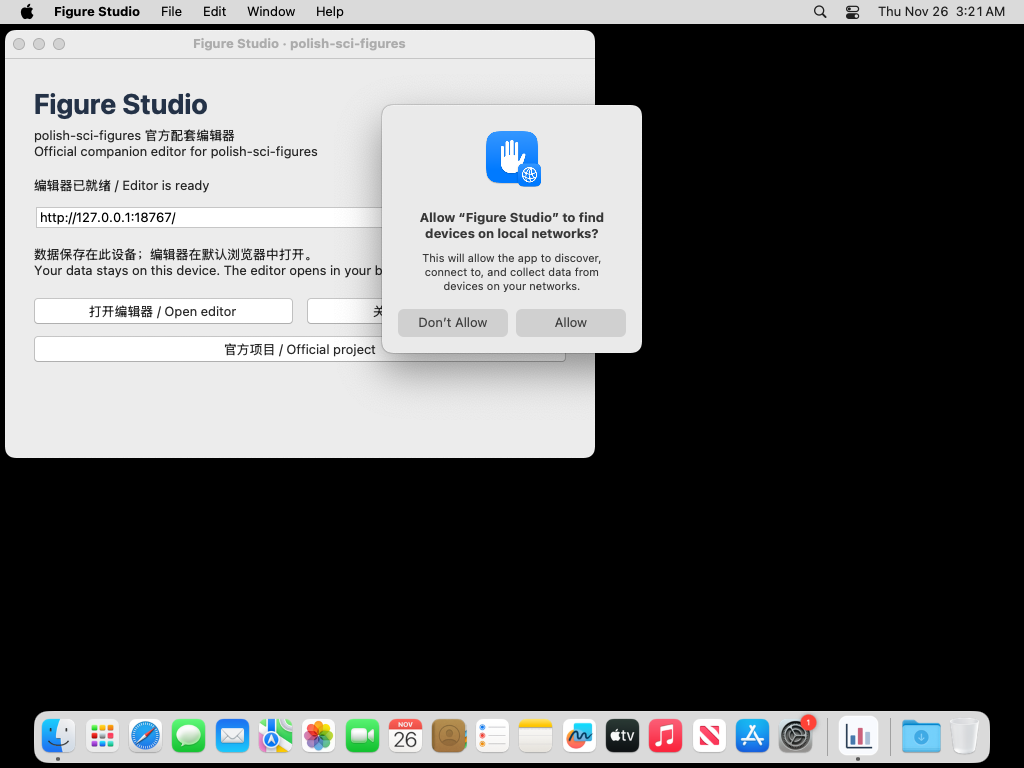 Figure Studio File Edit Window Help Thu Nov 26 3:21 AM
Figure Studio · polish-sci-figures
Figure Studio
polish-sci-figures 官方配套编辑器
Official companion editor for polish-sci-figures
编辑器已就绪 / Editor is ready
http://127.0.0.1:18767/
数据保存在此设备；编辑器在默认浏览器中打开。
Your data stays on this device. The editor opens in your b
打开编辑器 / Open editor
官方项目 / Official project
Allow “Figure Studio” to find
devices on local networks?
This will allow the app to discover,
connect to, and collect data from
devices on your networks.
Don’t Allow
Allow
NOV
26
tv
1